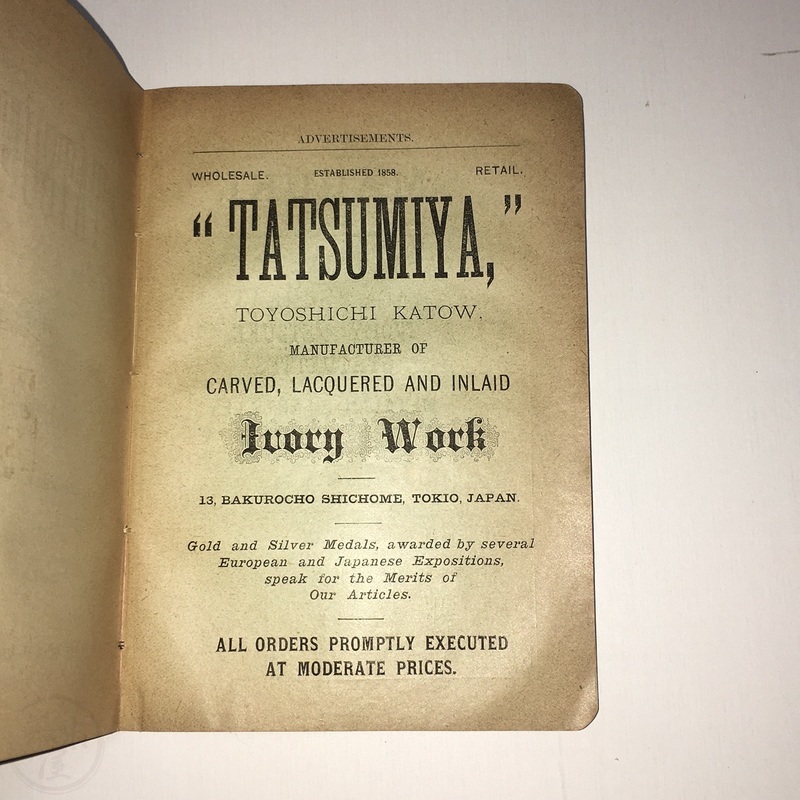 ADVERTISEMENTS.
WHOLESALE. ESTABLISHED 1858. RETAIL.
“TATSUMIYA,”
TOYOSHICHI KATOW.
MANUFACTURER OF
CARVED, LACQUERED AND INLAID
Ivory Work
13, BAKUROCHO SHICHOME, TOKIO, JAPAN.
Gold and Silver Medals, awarded by several
European and Japanese Expositions,
speak for the Merits of
Our Articles.
ALL ORDERS PROMPTLY EXECUTED
AT MODERATE PRICES.